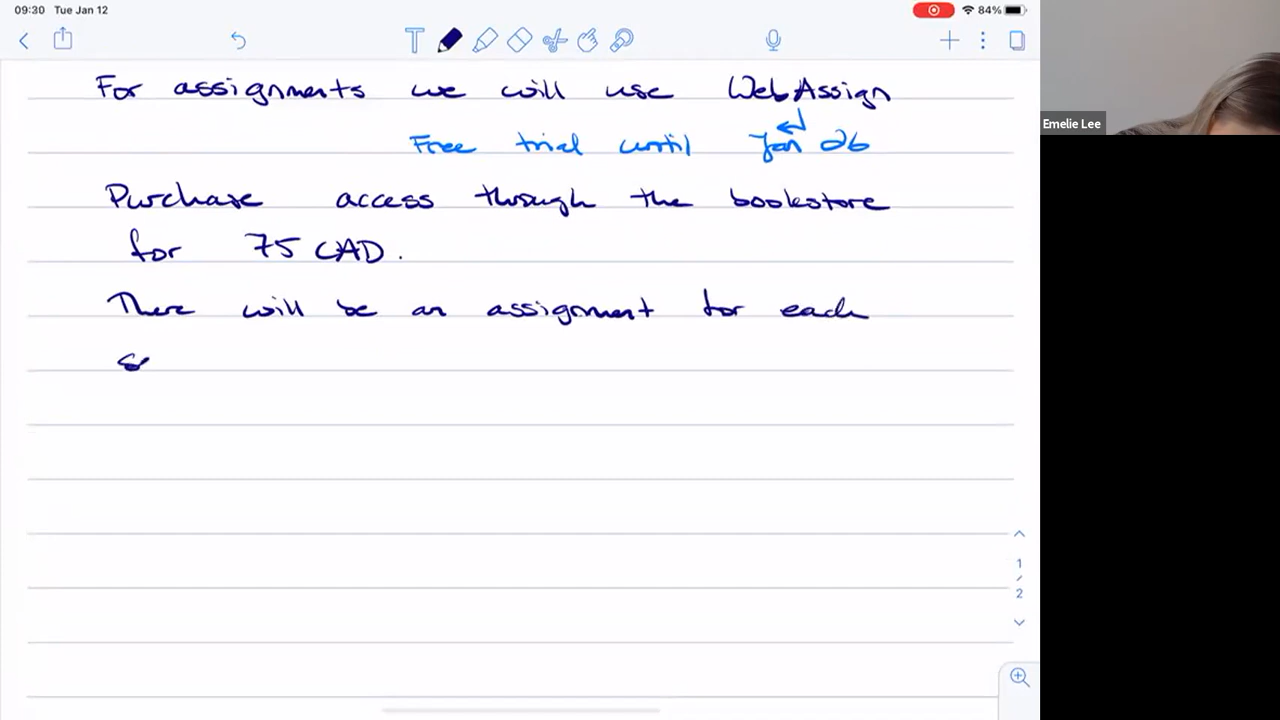 09:30 Tue Jan 12
84%
Emelie Lee
For assignments we will use WebAssign
Free trial until Jan 26
Purchase access through the bookstore
for 75 CAD.
There will be an assignment for each
1
2